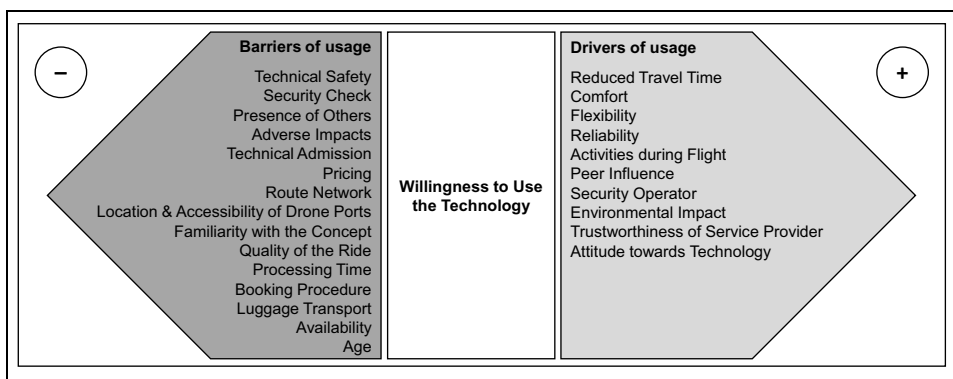 −
Barriers of usage
Technical Safety
Security Check
Presence of Others
Adverse Impacts
Technical Admission
Pricing
Route Network
Location & Accessibility of Drone Ports
Familiarity with the Concept
Quality of the Ride
Processing Time
Booking Procedure
Luggage Transport
Availability
Age
Willingness to Use
the Technology
Drivers of usage
Reduced Travel Time
Comfort
Flexibility
Reliability
Activities during Flight
Peer Influence
Security Operator
Environmental Impact
Trustworthiness of Service Provider
Attitude towards Technology
+